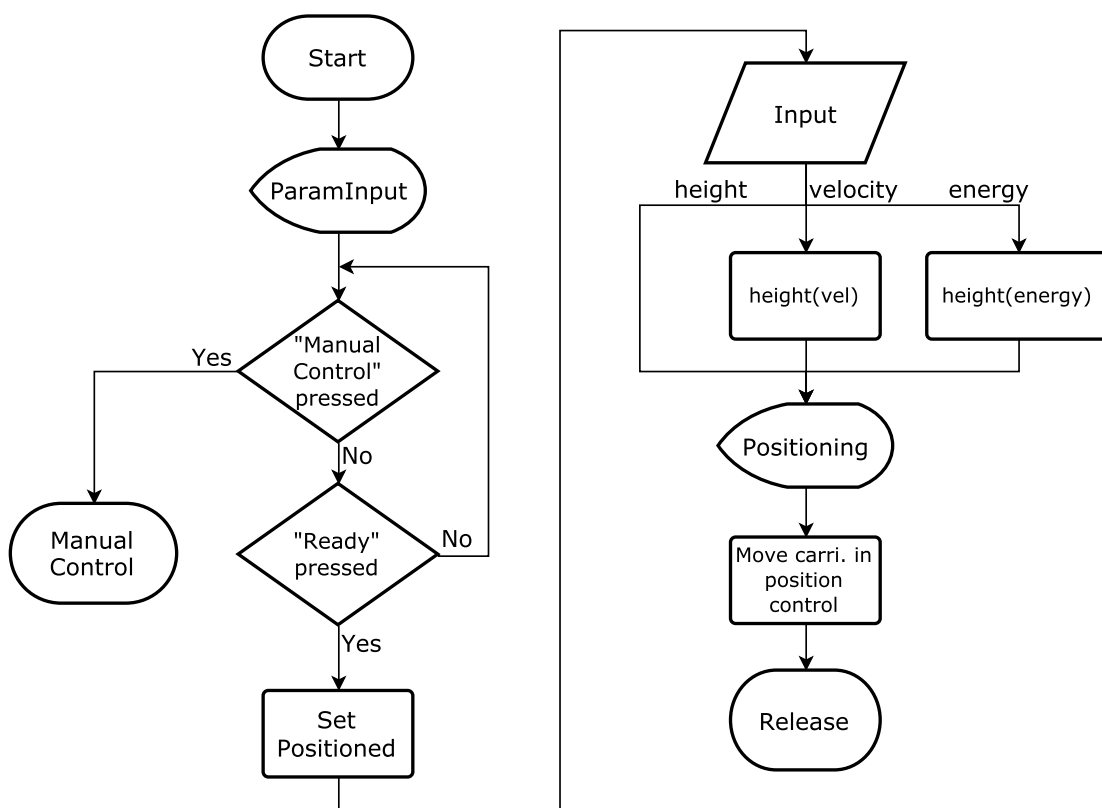 Start
ParamInput
"Manual
Control"
pressed
Yes
No
Manual
Control
"Ready"
pressed
No
Yes
Set
Positioned
Input
height
velocity
energy
height(vel)
height(energy)
Positioning
Move carri. in
position
control
Release